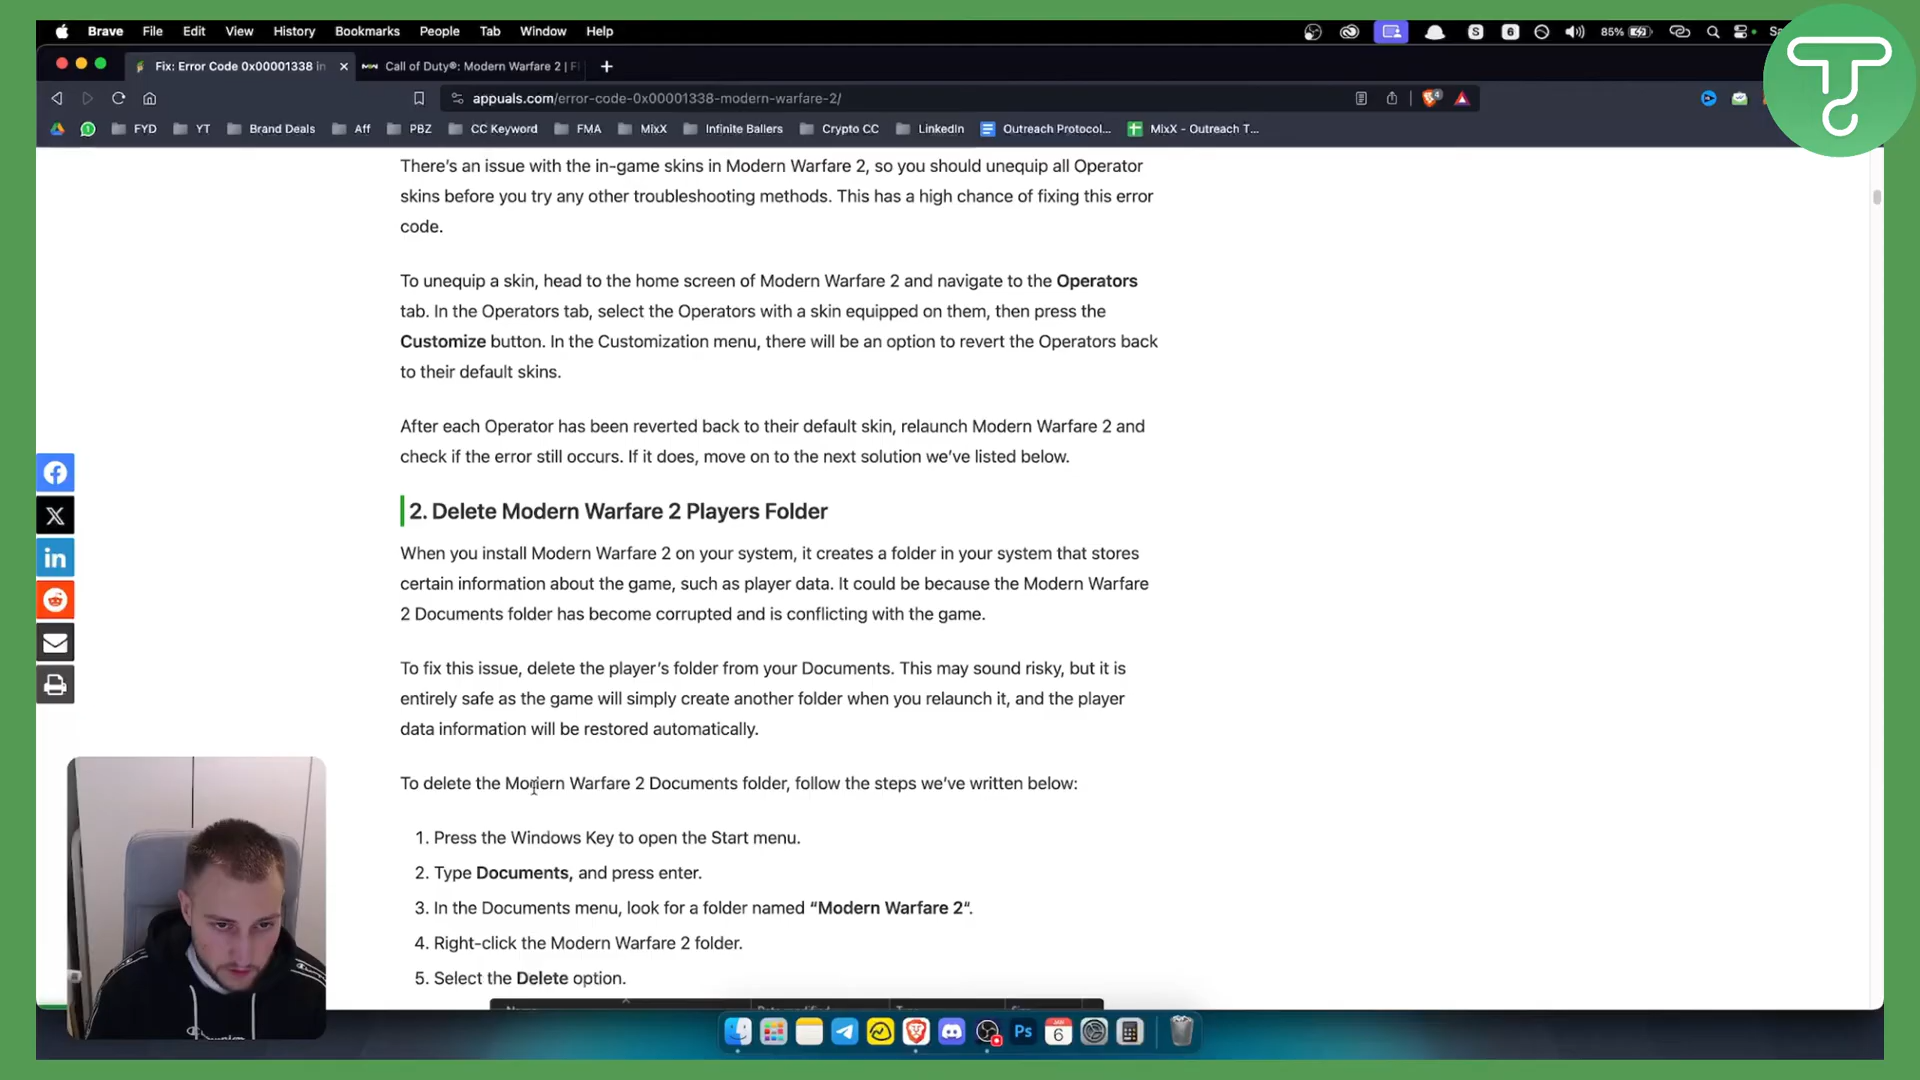 Brave File Edit View History Bookmarks People Tab Window Help
S 6 85%
Fix: Error Code 0x00001338 in
Call of Duty®: Modern Warfare 2 | F
appuals.com/error-code-0x00001338-modern-warfare-2/
4
FYD YT Brand Deals Aff PBZ CC Keyword FMA MixX Infinite Ballers Crypto CC LinkedIn Outreach Protocol... MixX - Outreach T...
There's an issue with the in-game skins in Modern Warfare 2, so you should unequip all Operator
skins before you try any other troubleshooting methods. This has a high chance of fixing this error
code.
To unequip a skin, head to the home screen of Modern Warfare 2 and navigate to the Operators
tab. In the Operators tab, select the Operators with a skin equipped on them, then press the
Customize button. In the Customization menu, there will be an option to revert the Operators back
to their default skins.
After each Operator has been reverted back to their default skin, relaunch Modern Warfare 2 and
check if the error still occurs. If it does, move on to the next solution we've listed below.
2. Delete Modern Warfare 2 Players Folder
When you install Modern Warfare 2 on your system, it creates a folder in your system that stores
certain information about the game, such as player data. It could be because the Modern Warfare
2 Documents folder has become corrupted and is conflicting with the game.
To fix this issue, delete the player's folder from your Documents. This may sound risky, but it is
entirely safe as the game will simply create another folder when you relaunch it, and the player
data information will be restored automatically.
To delete the Modern Warfare 2 Documents folder, follow the steps we've written below:
1. Press the Windows Key to open the Start menu.
2. Type Documents, and press enter.
3. In the Documents menu, look for a folder named “Modern Warfare 2“.
4. Right-click the Modern Warfare 2 folder.
5. Select the Delete option.
Champion
Ps
JAN
6